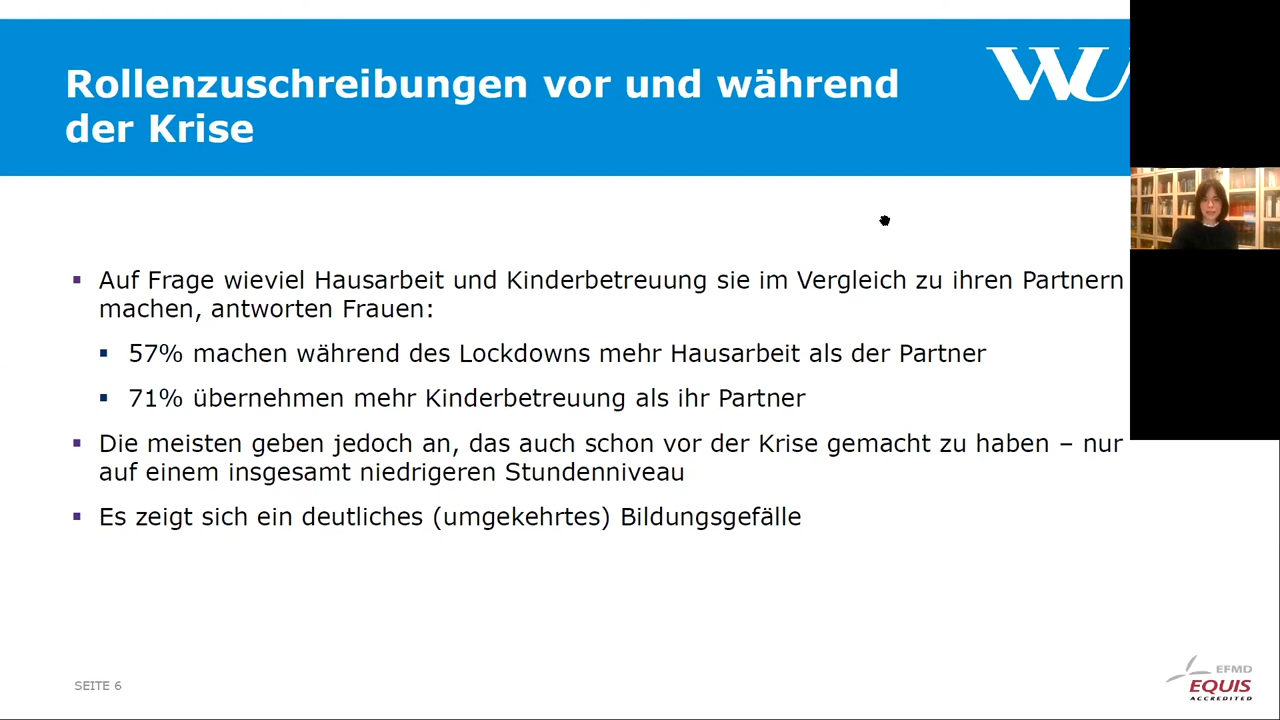 Rollenzuschreibungen vor und während
der Krise
WU
Auf Frage wieviel Hausarbeit und Kinderbetreuung sie im Vergleich zu ihren Partnern
machen, antworten Frauen:
57% machen während des Lockdowns mehr Hausarbeit als der Partner
71% übernehmen mehr Kinderbetreuung als ihr Partner
Die meisten geben jedoch an, das auch schon vor der Krise gemacht zu haben – nur
auf einem insgesamt niedrigeren Stundenniveau
Es zeigt sich ein deutliches (umgekehrtes) Bildungsgefälle
SEITE 6
EFMD
EQUIS
ACCREDITED